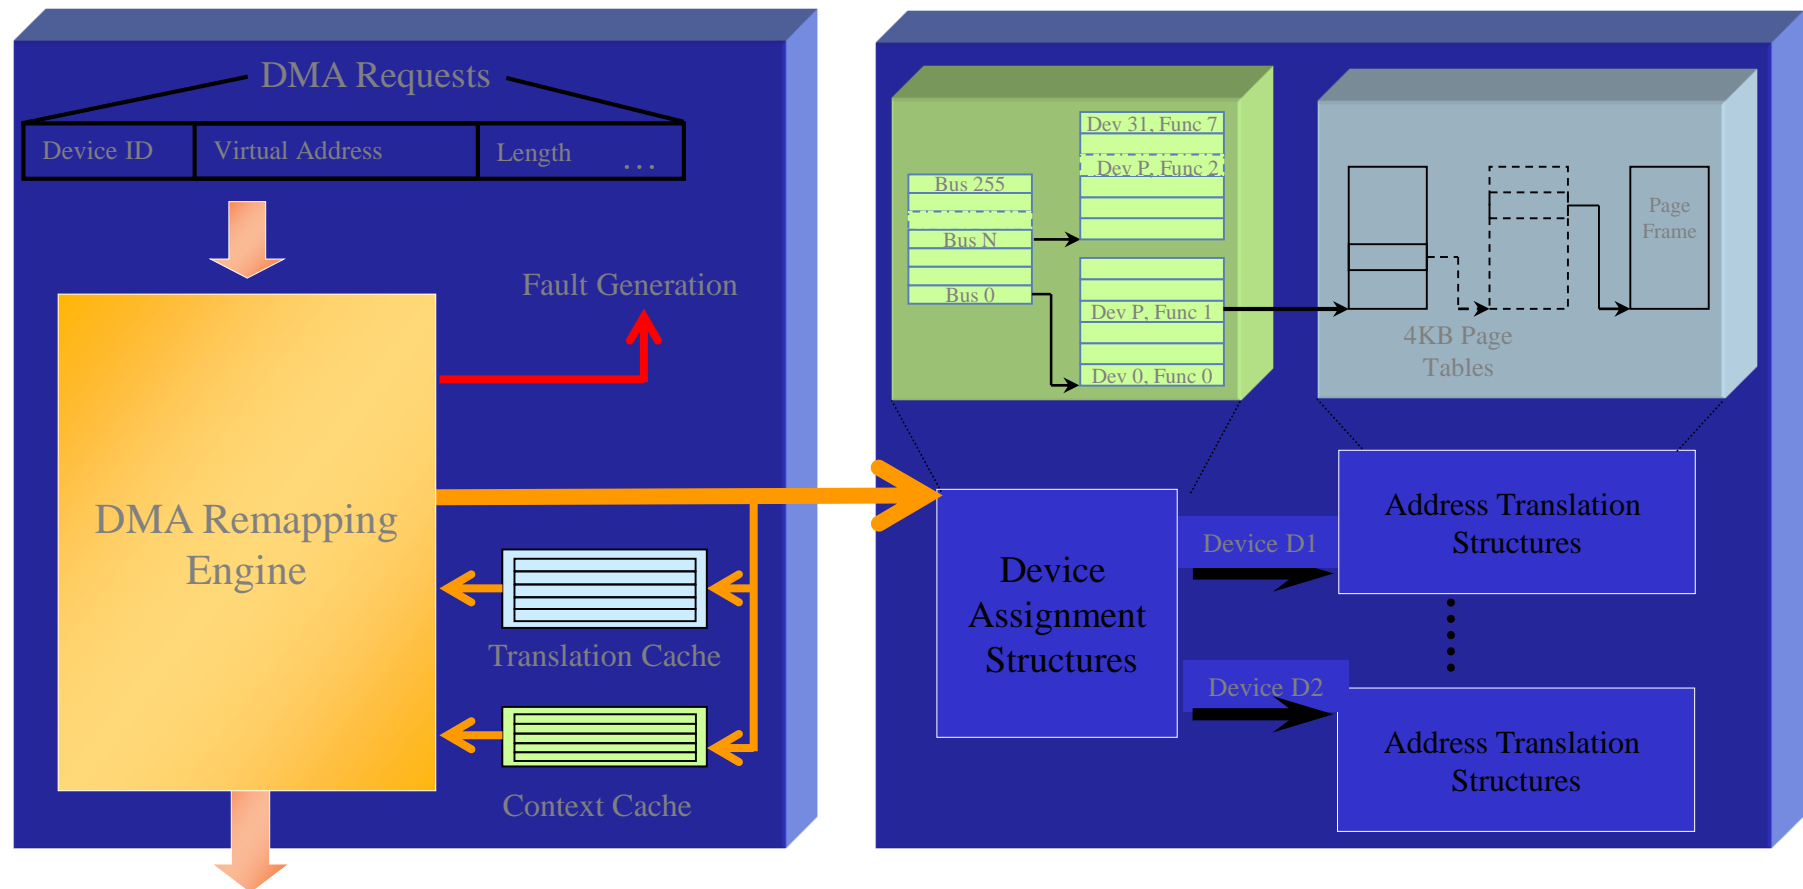 DMA Requests
Device ID
Virtual Address
Length ...
Fault Generation
DMA Remapping
Engine
Translation Cache
Context Cache
Bus 255
Bus N
Bus 0
Dev 31, Func 7
Dev P, Func 2
Dev P, Func 1
Dev 0, Func 0
Page
Frame
4KB Page
Tables
Device
Assignment
Structures
Device D1
Device D2
Address Translation
Structures
Address Translation
Structures